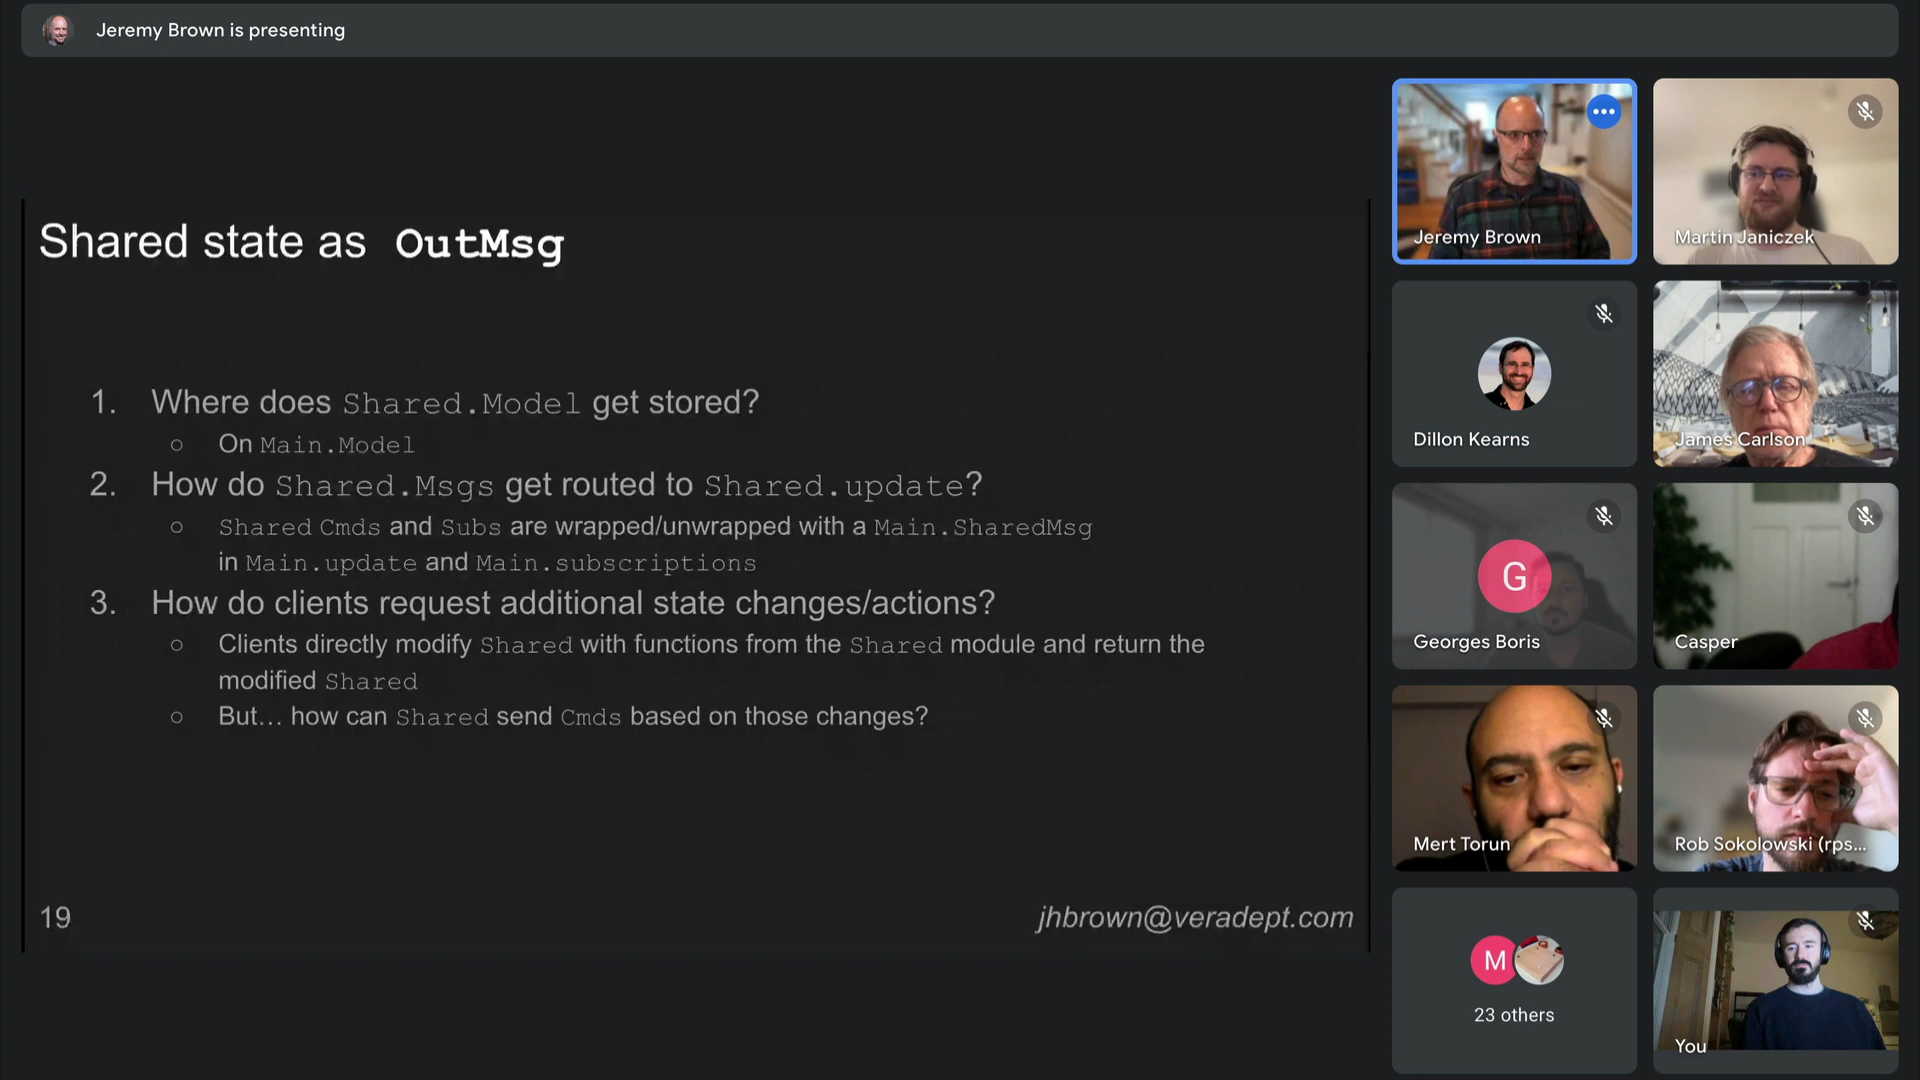 Jeremy Brown is presenting
Shared state as OutMsg
1. Where does Shared.Model get stored?
○ On Main.Model
2. How do Shared.Msgs get routed to Shared.update?
○ Shared Cmds and Subs are wrapped/unwrapped with a Main.SharedMsg
in Main.update and Main.subscriptions
3. How do clients request additional state changes/actions?
○ Clients directly modify Shared with functions from the Shared module and return the
modified Shared
○ But... how can Shared send Cmds based on those changes?
19
jhbrown@veradept.com
Jeremy Brown
Martin Janiczek
Dillon Kearns
James Carlson
G
Georges Boris
Casper
Mert Torun
Rob Sokolowski (rps...
M
23 others
You